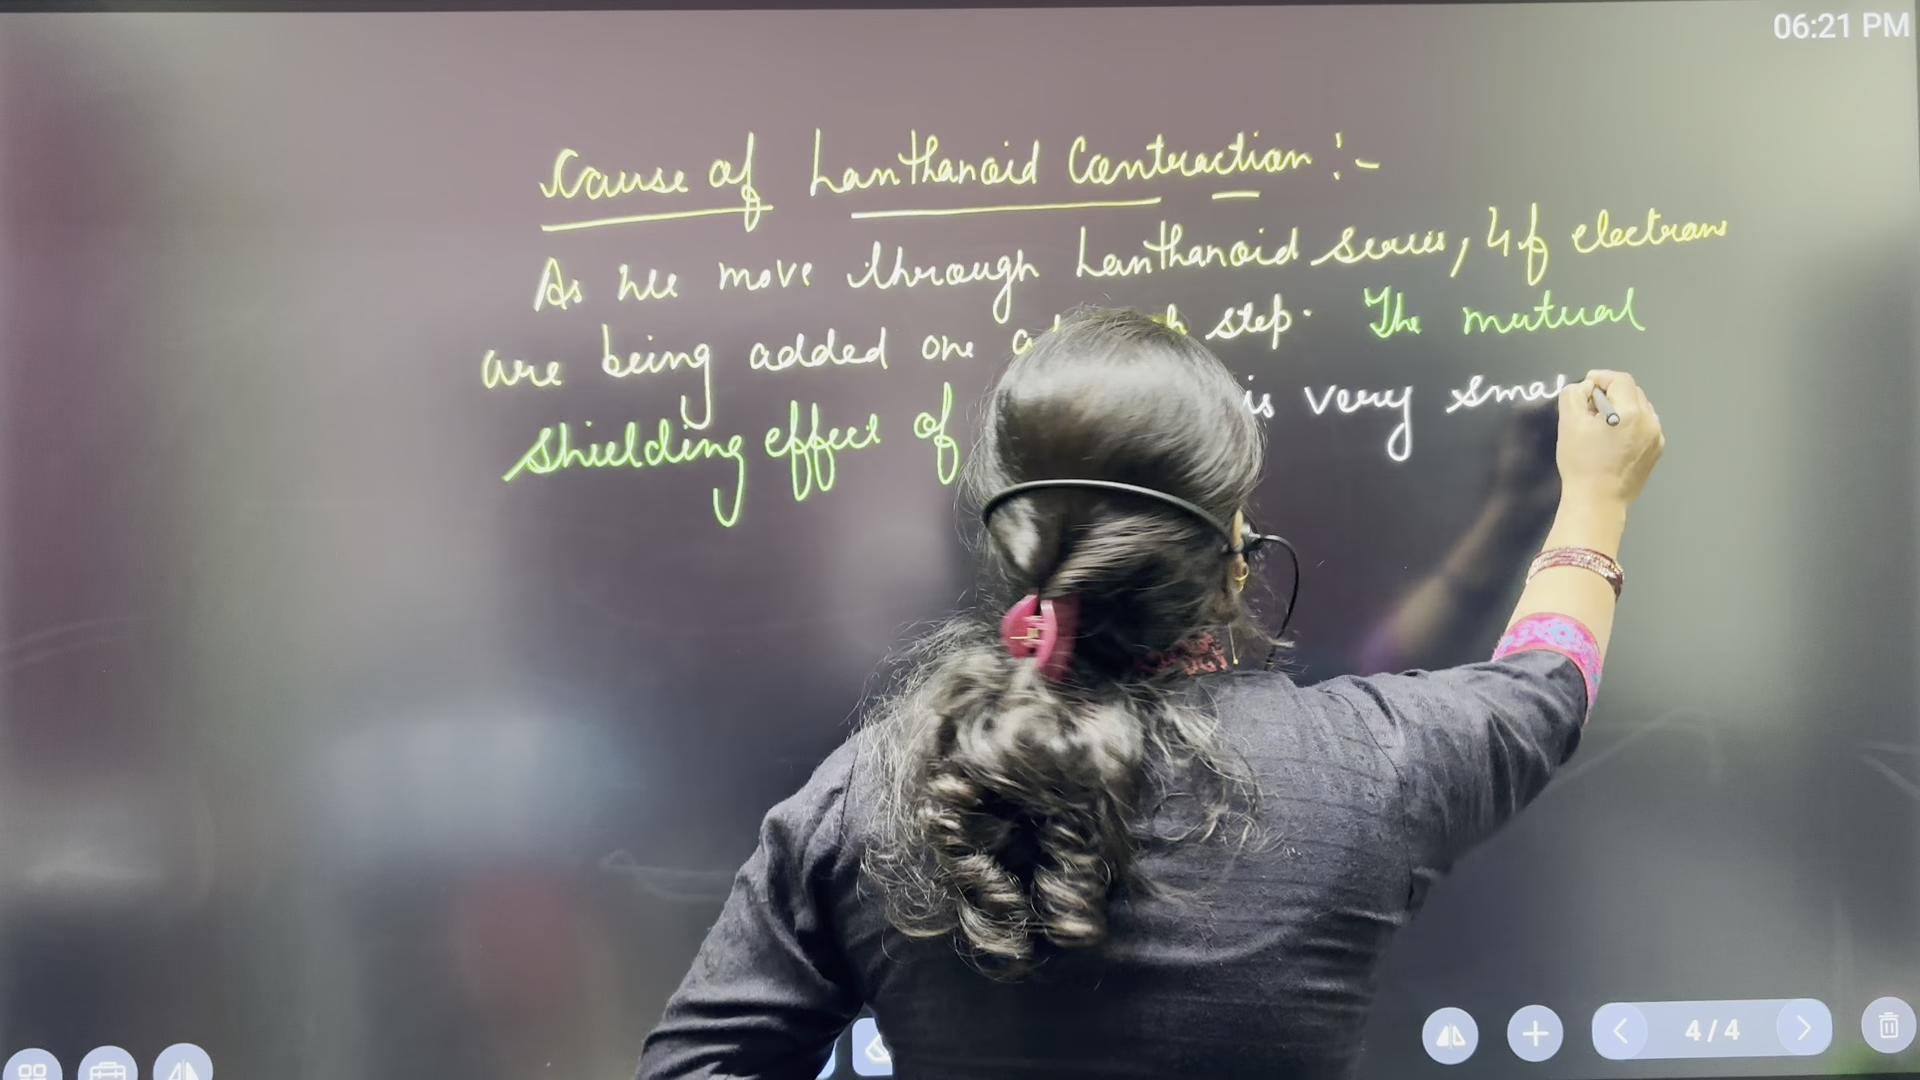 06:21 PM
Cause of Lanthanoid Contraction :-
As we move through Lanthanoid series, 4f electrons
are being added one step. The mutual
shielding effect of is very
4/4